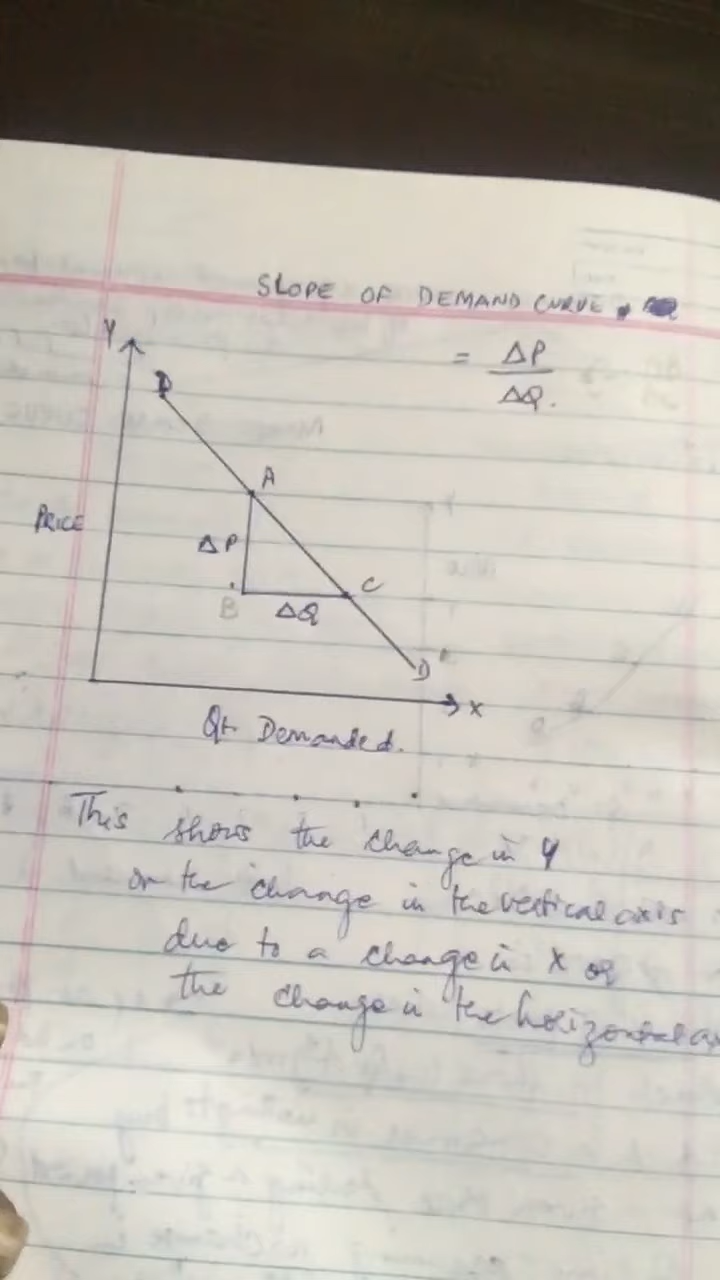 SLOPE OF DEMAND CURVE
= ΔP
ΔQ.
Y
D
A
PRICE
ΔP
C
B
ΔQ
D
X
Qt. Demanded.
This shows the change in Y
or the change in the vertical axis
due to a change in X or
the change in the horizontal